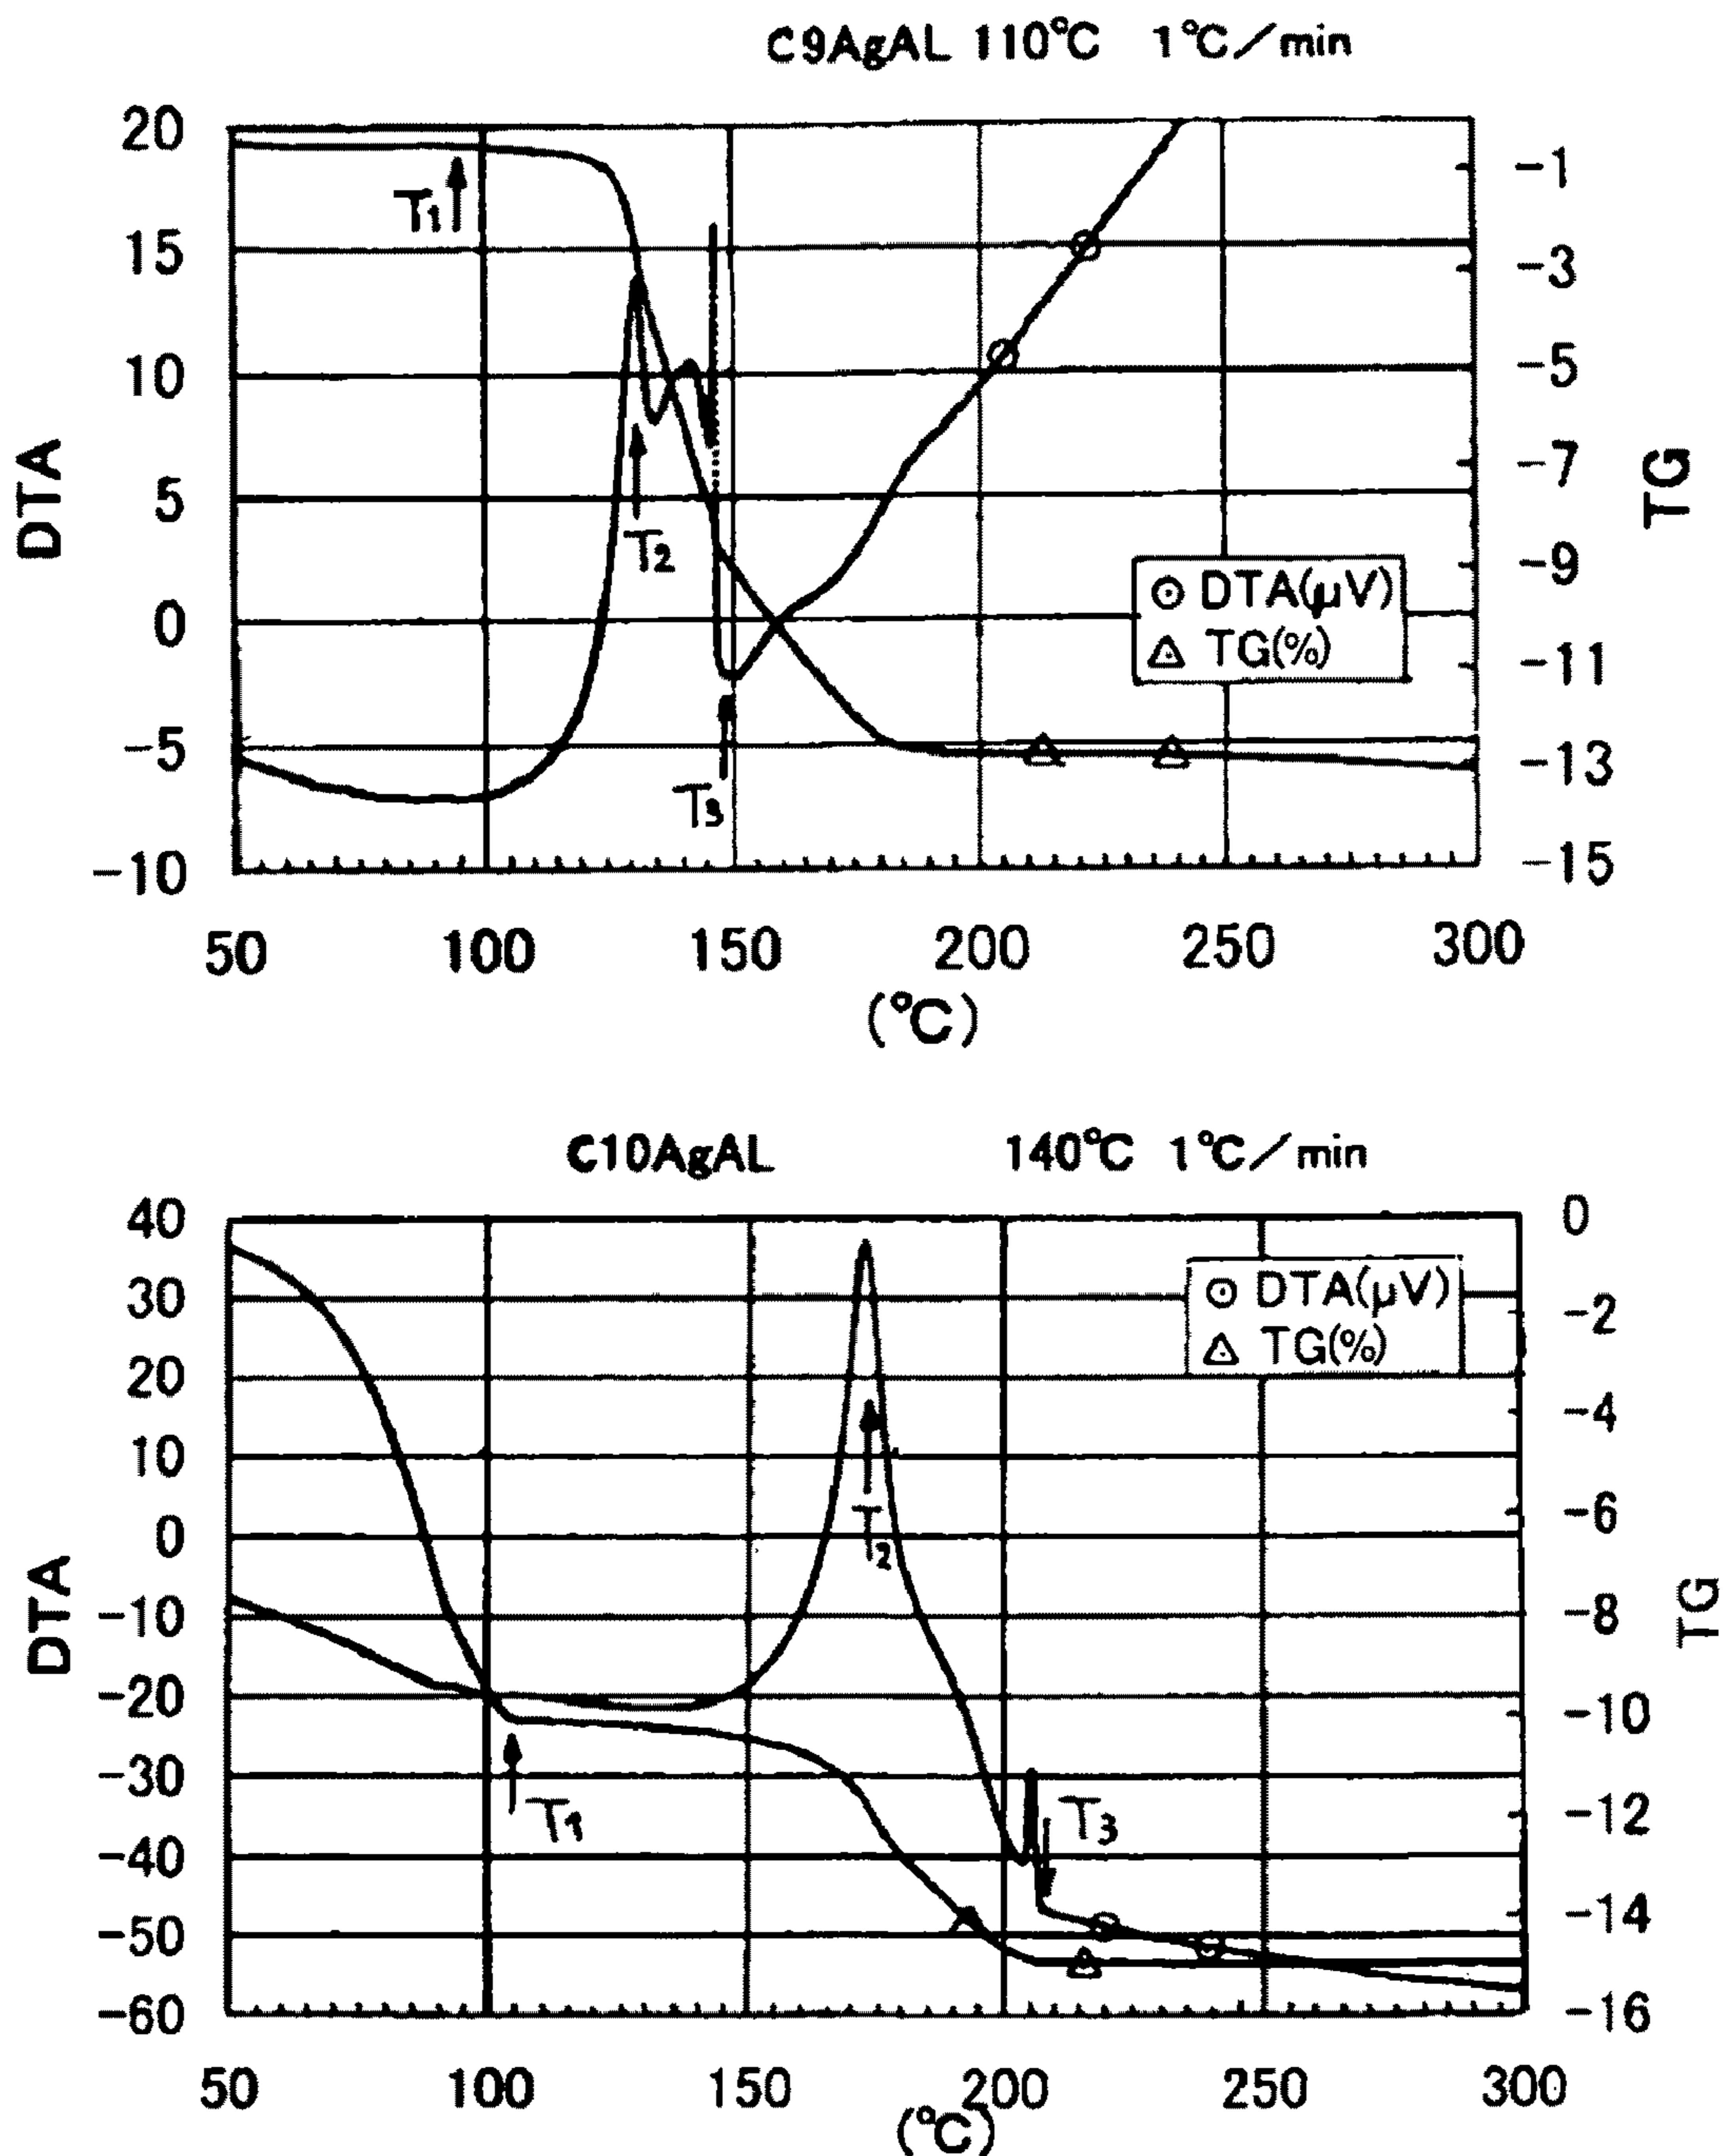 C9AgAL 110°C 1°C/min
20
15
10
5
0
-5
-10
DTA
-1
-3
-5
-7
-9
-11
-13
-15
TG
T1
T2
T3
⊙ DTA(μV)
△ TG(%)
50 100 150 200 250 300
(°C)
C10AgAL 140°C 1°C/min
40
30
20
10
0
-10
-20
-30
-40
-50
-60
DTA
0
-2
-4
-6
-8
-10
-12
-14
-16
TG
⊙ DTA(μV)
△ TG(%)
T2
T1
T3
50 100 150 200 250 300
(°C)